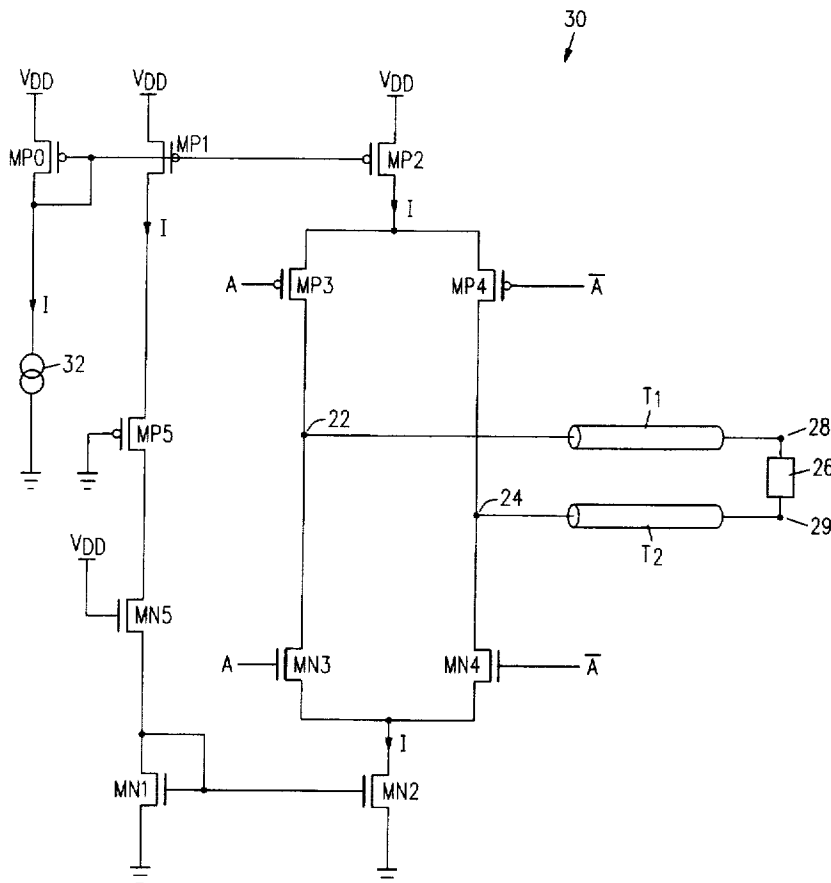 30
VDD
VDD
VDD
MP0
MP1
MP2
I
I
I
A
MP3
MP4
A̅
32
MP5
22
T1
28
26
24
29
T2
VDD
MN5
A
MN3
MN4
A̅
I
MN1
MN2